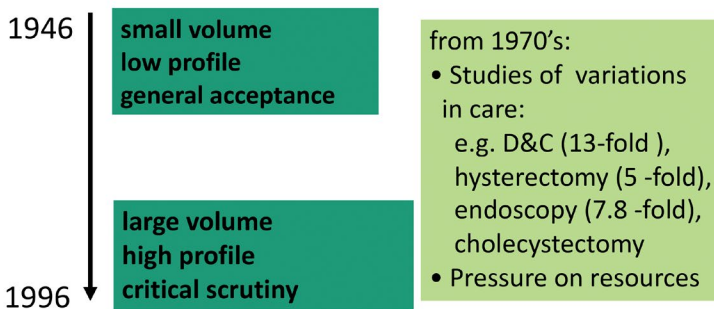 1946
small volume
low profile
general acceptance
large volume
high profile
critical scrutiny
1996
from 1970's:
• Studies of variations
in care:
e.g. D&C (13-fold ),
hysterectomy (5 -fold),
endoscopy (7.8 -fold),
cholecystectomy
• Pressure on resources